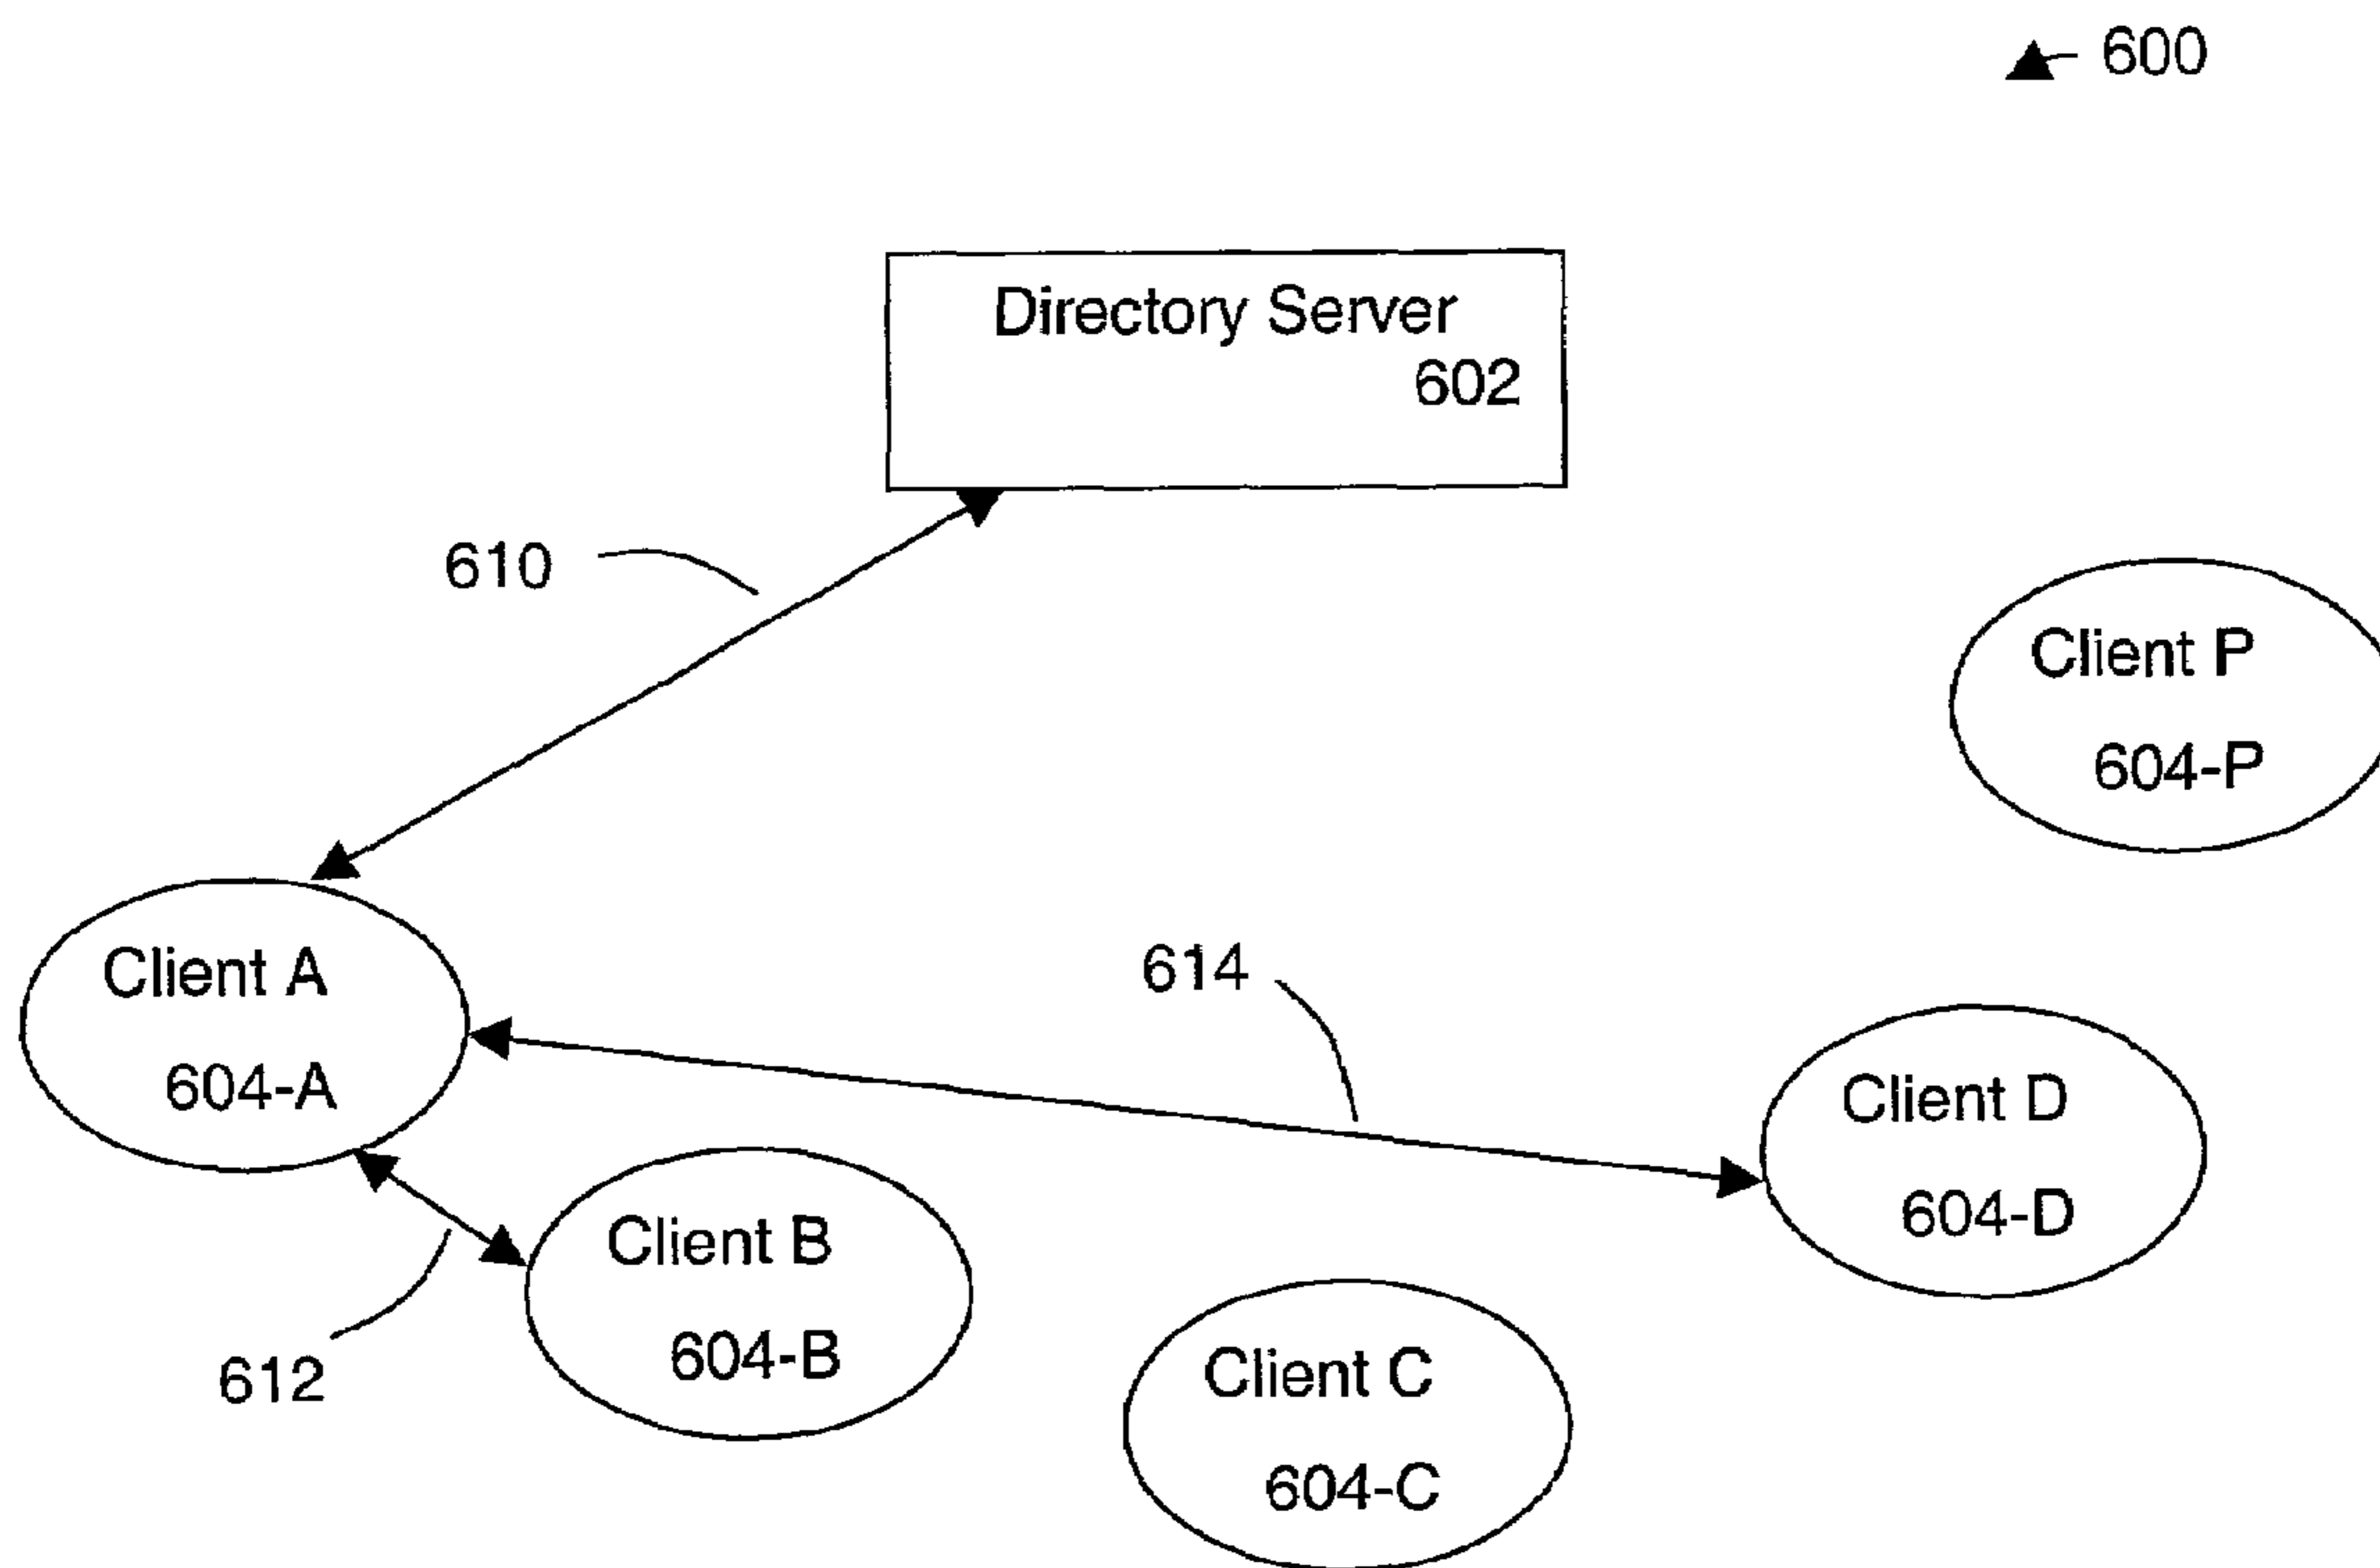 600
Directory Server
602
610
Client P
604-P
Client A
604-A
614
Client D
604-D
Client B
604-B
612
Client C
604-C